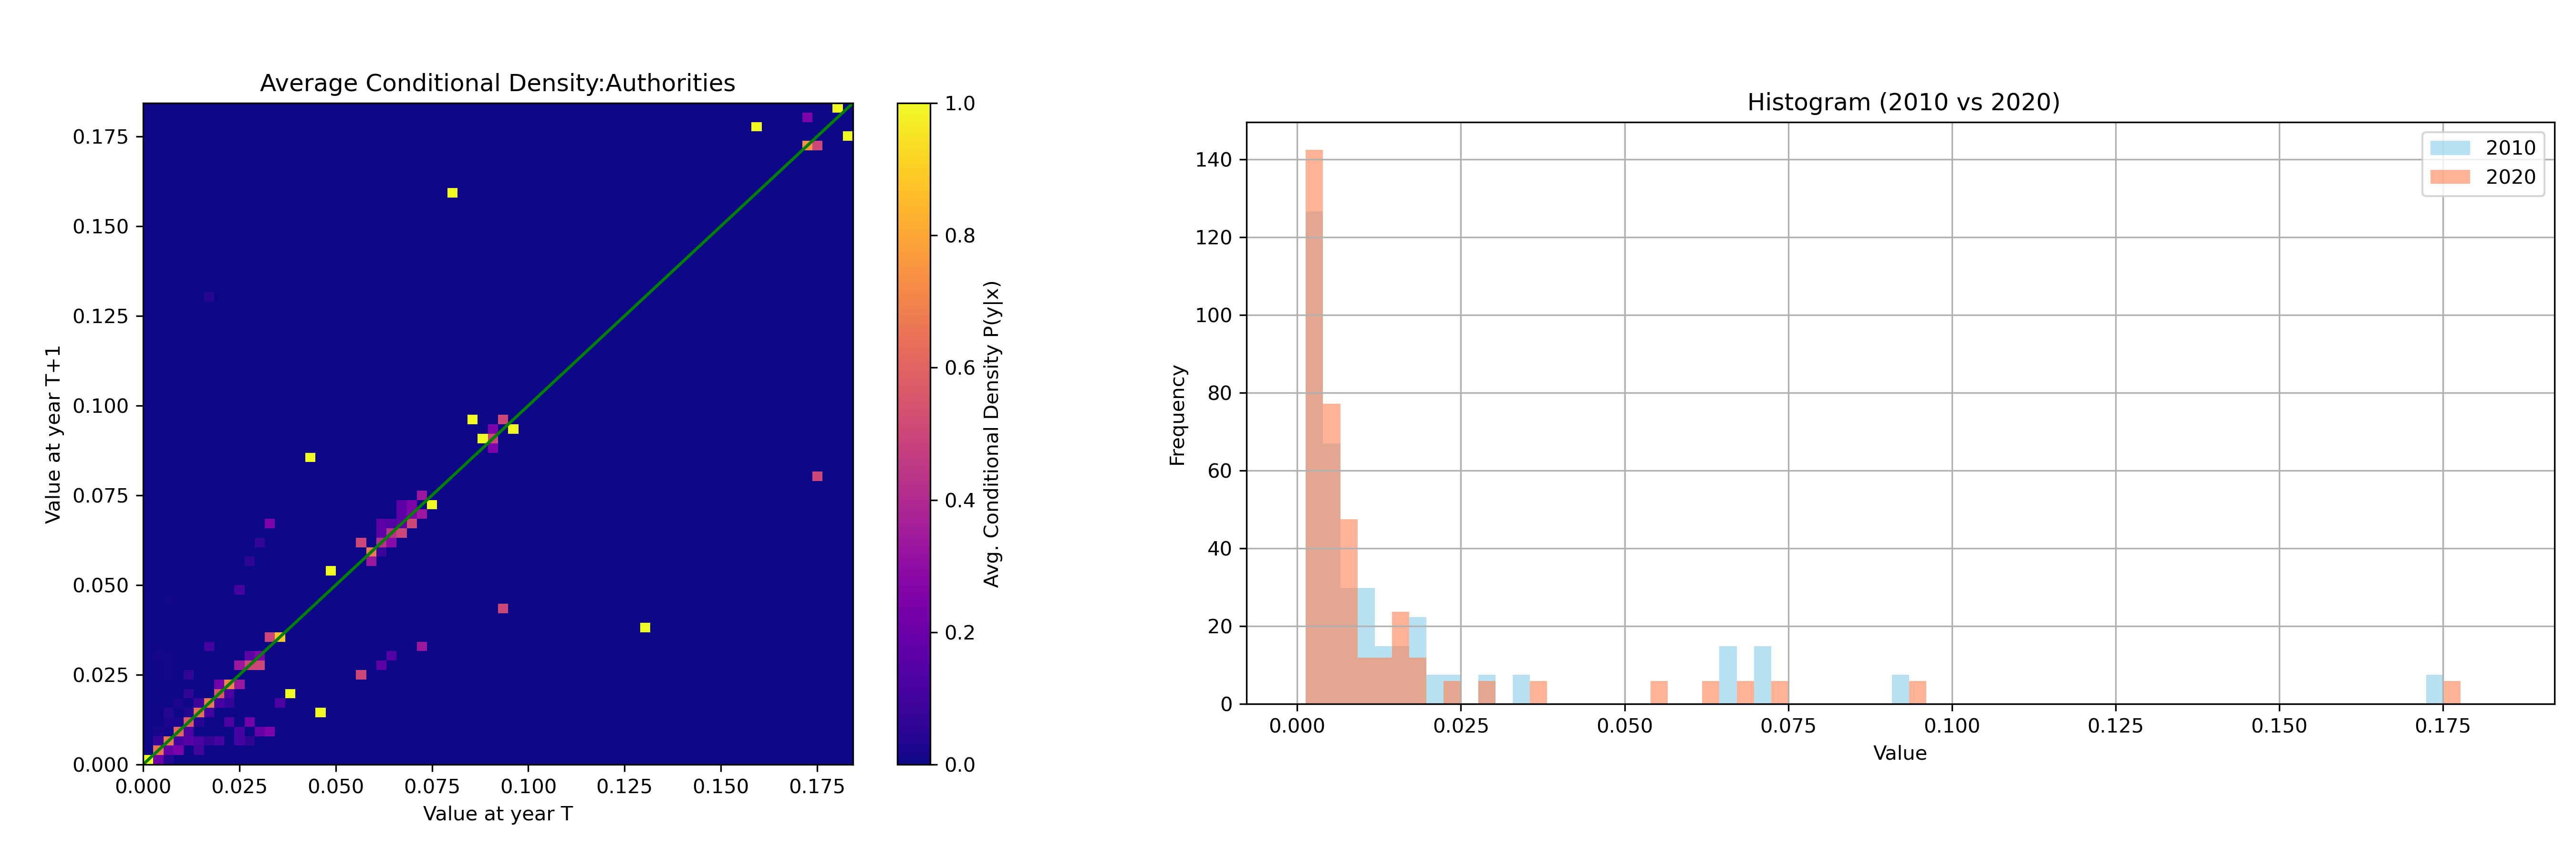 Average Conditional Density:Authorities
Value at year T+1
0.175
0.150
0.125
0.100
0.075
0.050
0.025
0.000
0.000 0.025 0.050 0.075 0.100 0.125 0.150 0.175
Value at year T
1.0
0.8
0.6
0.4
0.2
0.0
Avg. Conditional Density P(y|x)
Histogram (2010 vs 2020)
2010
2020
Frequency
140
120
100
80
60
40
20
0
0.000 0.025 0.050 0.075 0.100 0.125 0.150 0.175
Value